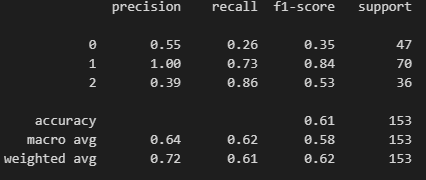 precision recall f1-score support
0 0.55 0.26 0.35 47
1 1.00 0.73 0.84 70
2 0.39 0.86 0.53 36
accuracy 0.61 153
macro avg 0.64 0.62 0.58 153
weighted avg 0.72 0.61 0.62 153